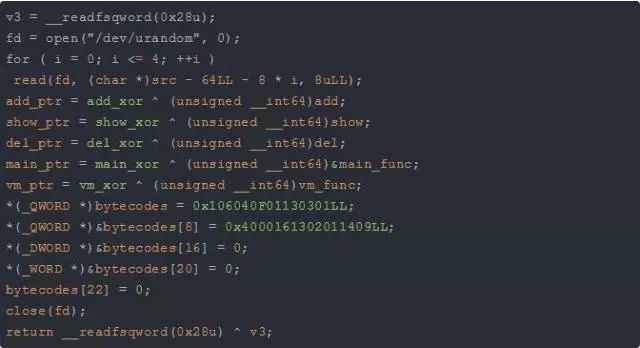 v3 = __readfsqword(0x28u);
fd = open("/dev/urandom", 0);
for ( i = 0; i <= 4; ++i )
read(fd, (char *)src - 64LL - 8 * i, 8uLL);
add_ptr = add_xor ^ (unsigned __int64)add;
show_ptr = show_xor ^ (unsigned __int64)show;
del_ptr = del_xor ^ (unsigned __int64)del;
main_ptr = main_xor ^ (unsigned __int64)&main_func;
vm_ptr = vm_xor ^ (unsigned __int64)vm_func;
*(_QWORD *)bytecodes = 0x106040F01130301LL;
*(_QWORD *)&bytecodes[8] = 0x4000161302011409LL;
*(_DWORD *)&bytecodes[16] = 0;
*(_WORD *)&bytecodes[20] = 0;
bytecodes[22] = 0;
close(fd);
return __readfsqword(0x28u) ^ v3;